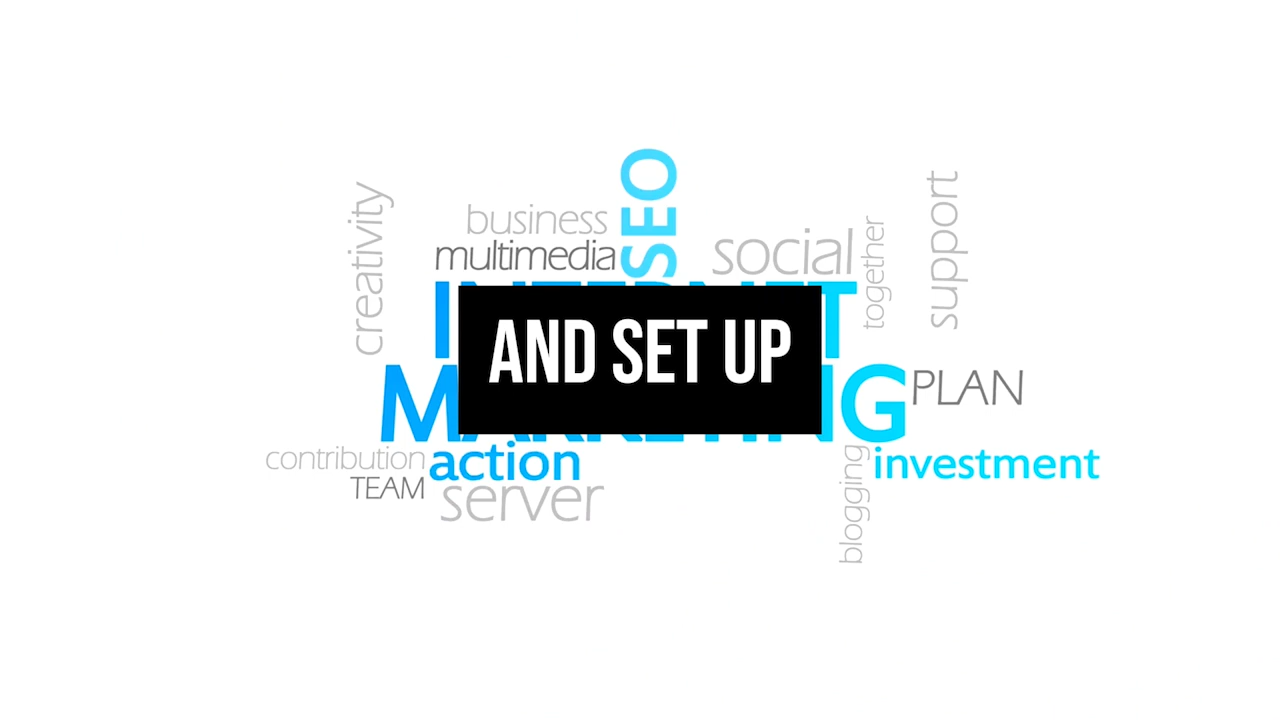 creativity
business
multimedia
SEO
social
together
support
AND SET UP
PLAN
contribution
action
investment
TEAM
server
blogging